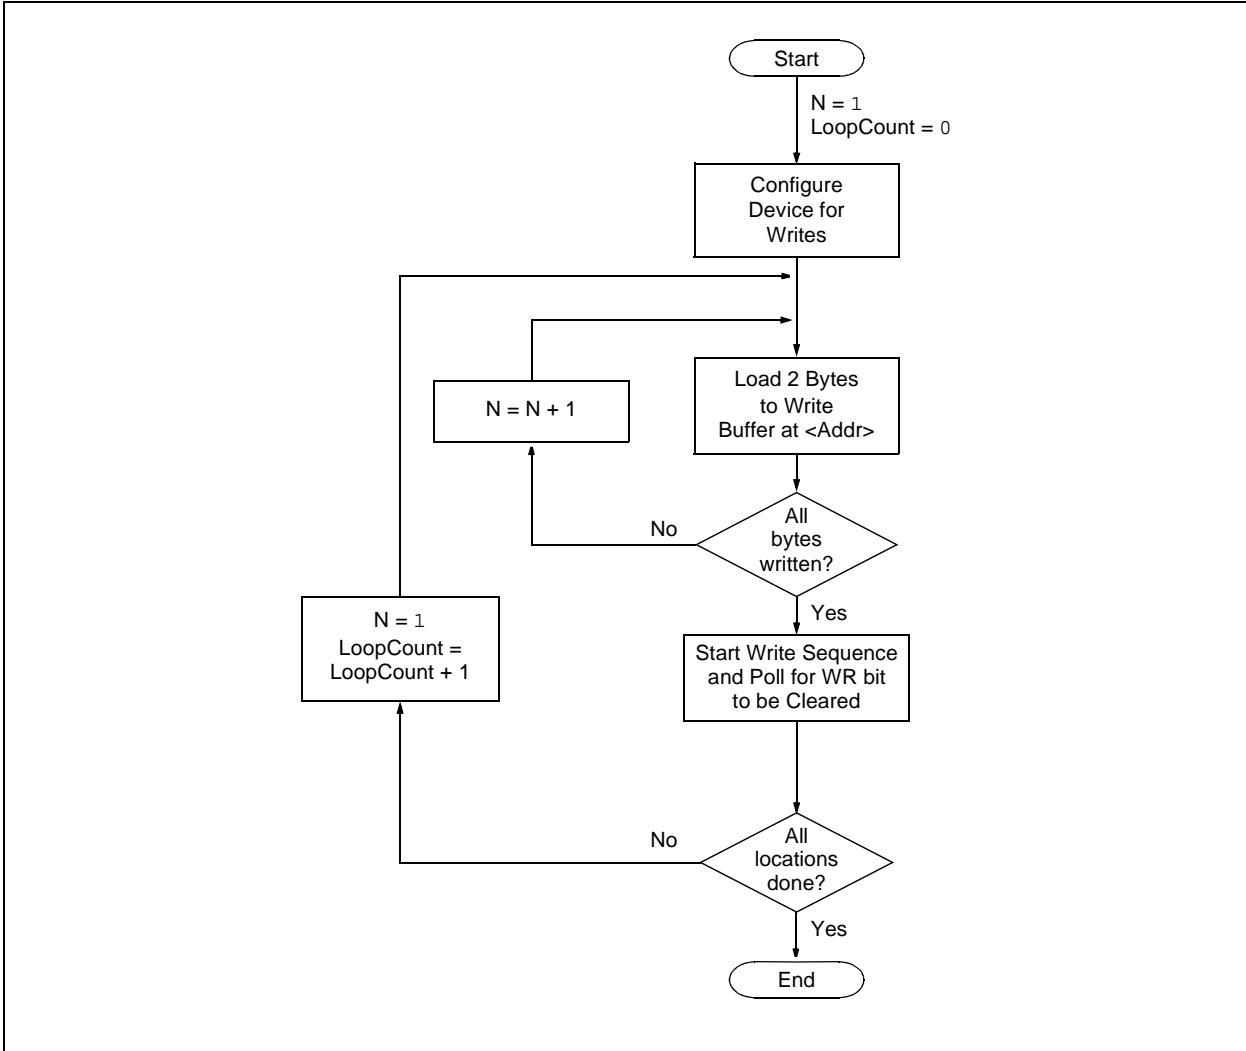 Start
N = 1
LoopCount = 0
Configure
Device for
Writes
Load 2 Bytes
to Write
Buffer at <Addr>
N = N + 1
All
bytes
written?
No
Yes
N = 1
LoopCount =
LoopCount + 1
Start Write Sequence
and Poll for WR bit
to be Cleared
All
locations
done?
No
Yes
End